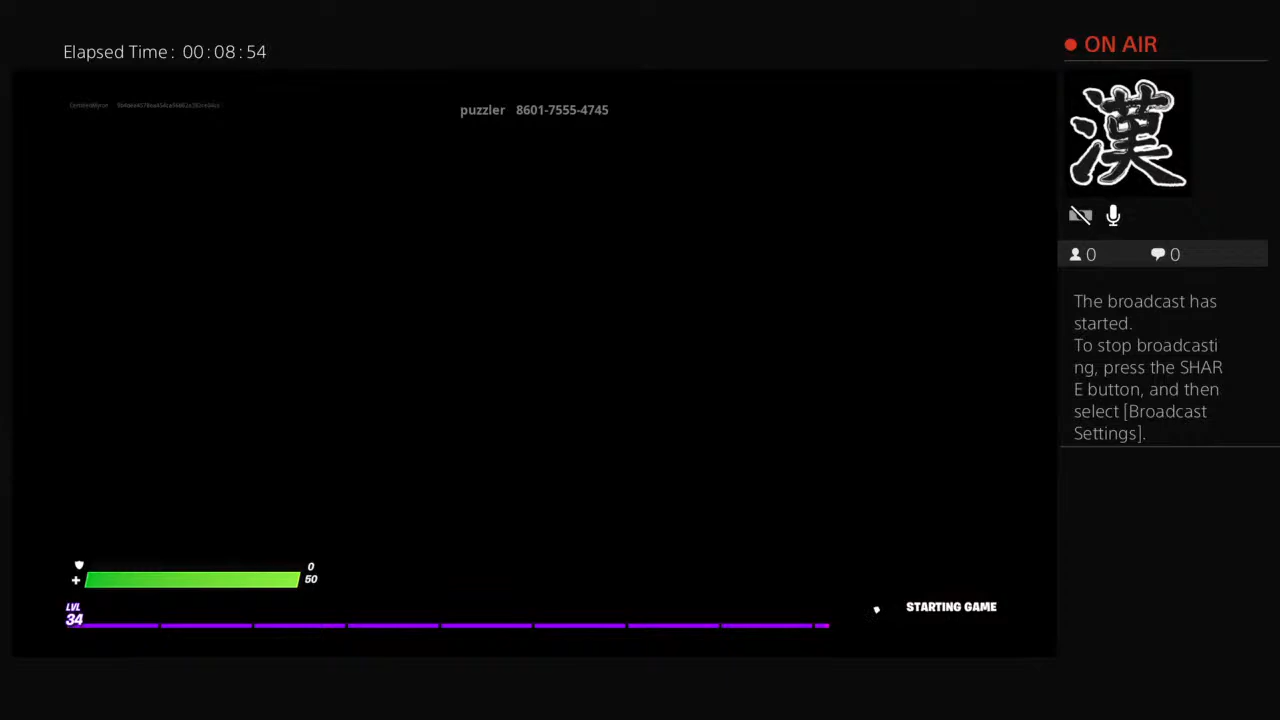 Elapsed Time: 00:08:54
ON AIR
puzzler 8601-7555-4745
漢
0 0
The broadcast has
started.
To stop broadcasti
ng, press the SHAR
E button, and then
select [Broadcast
Settings].
0
50
LVL
34
STARTING GAME